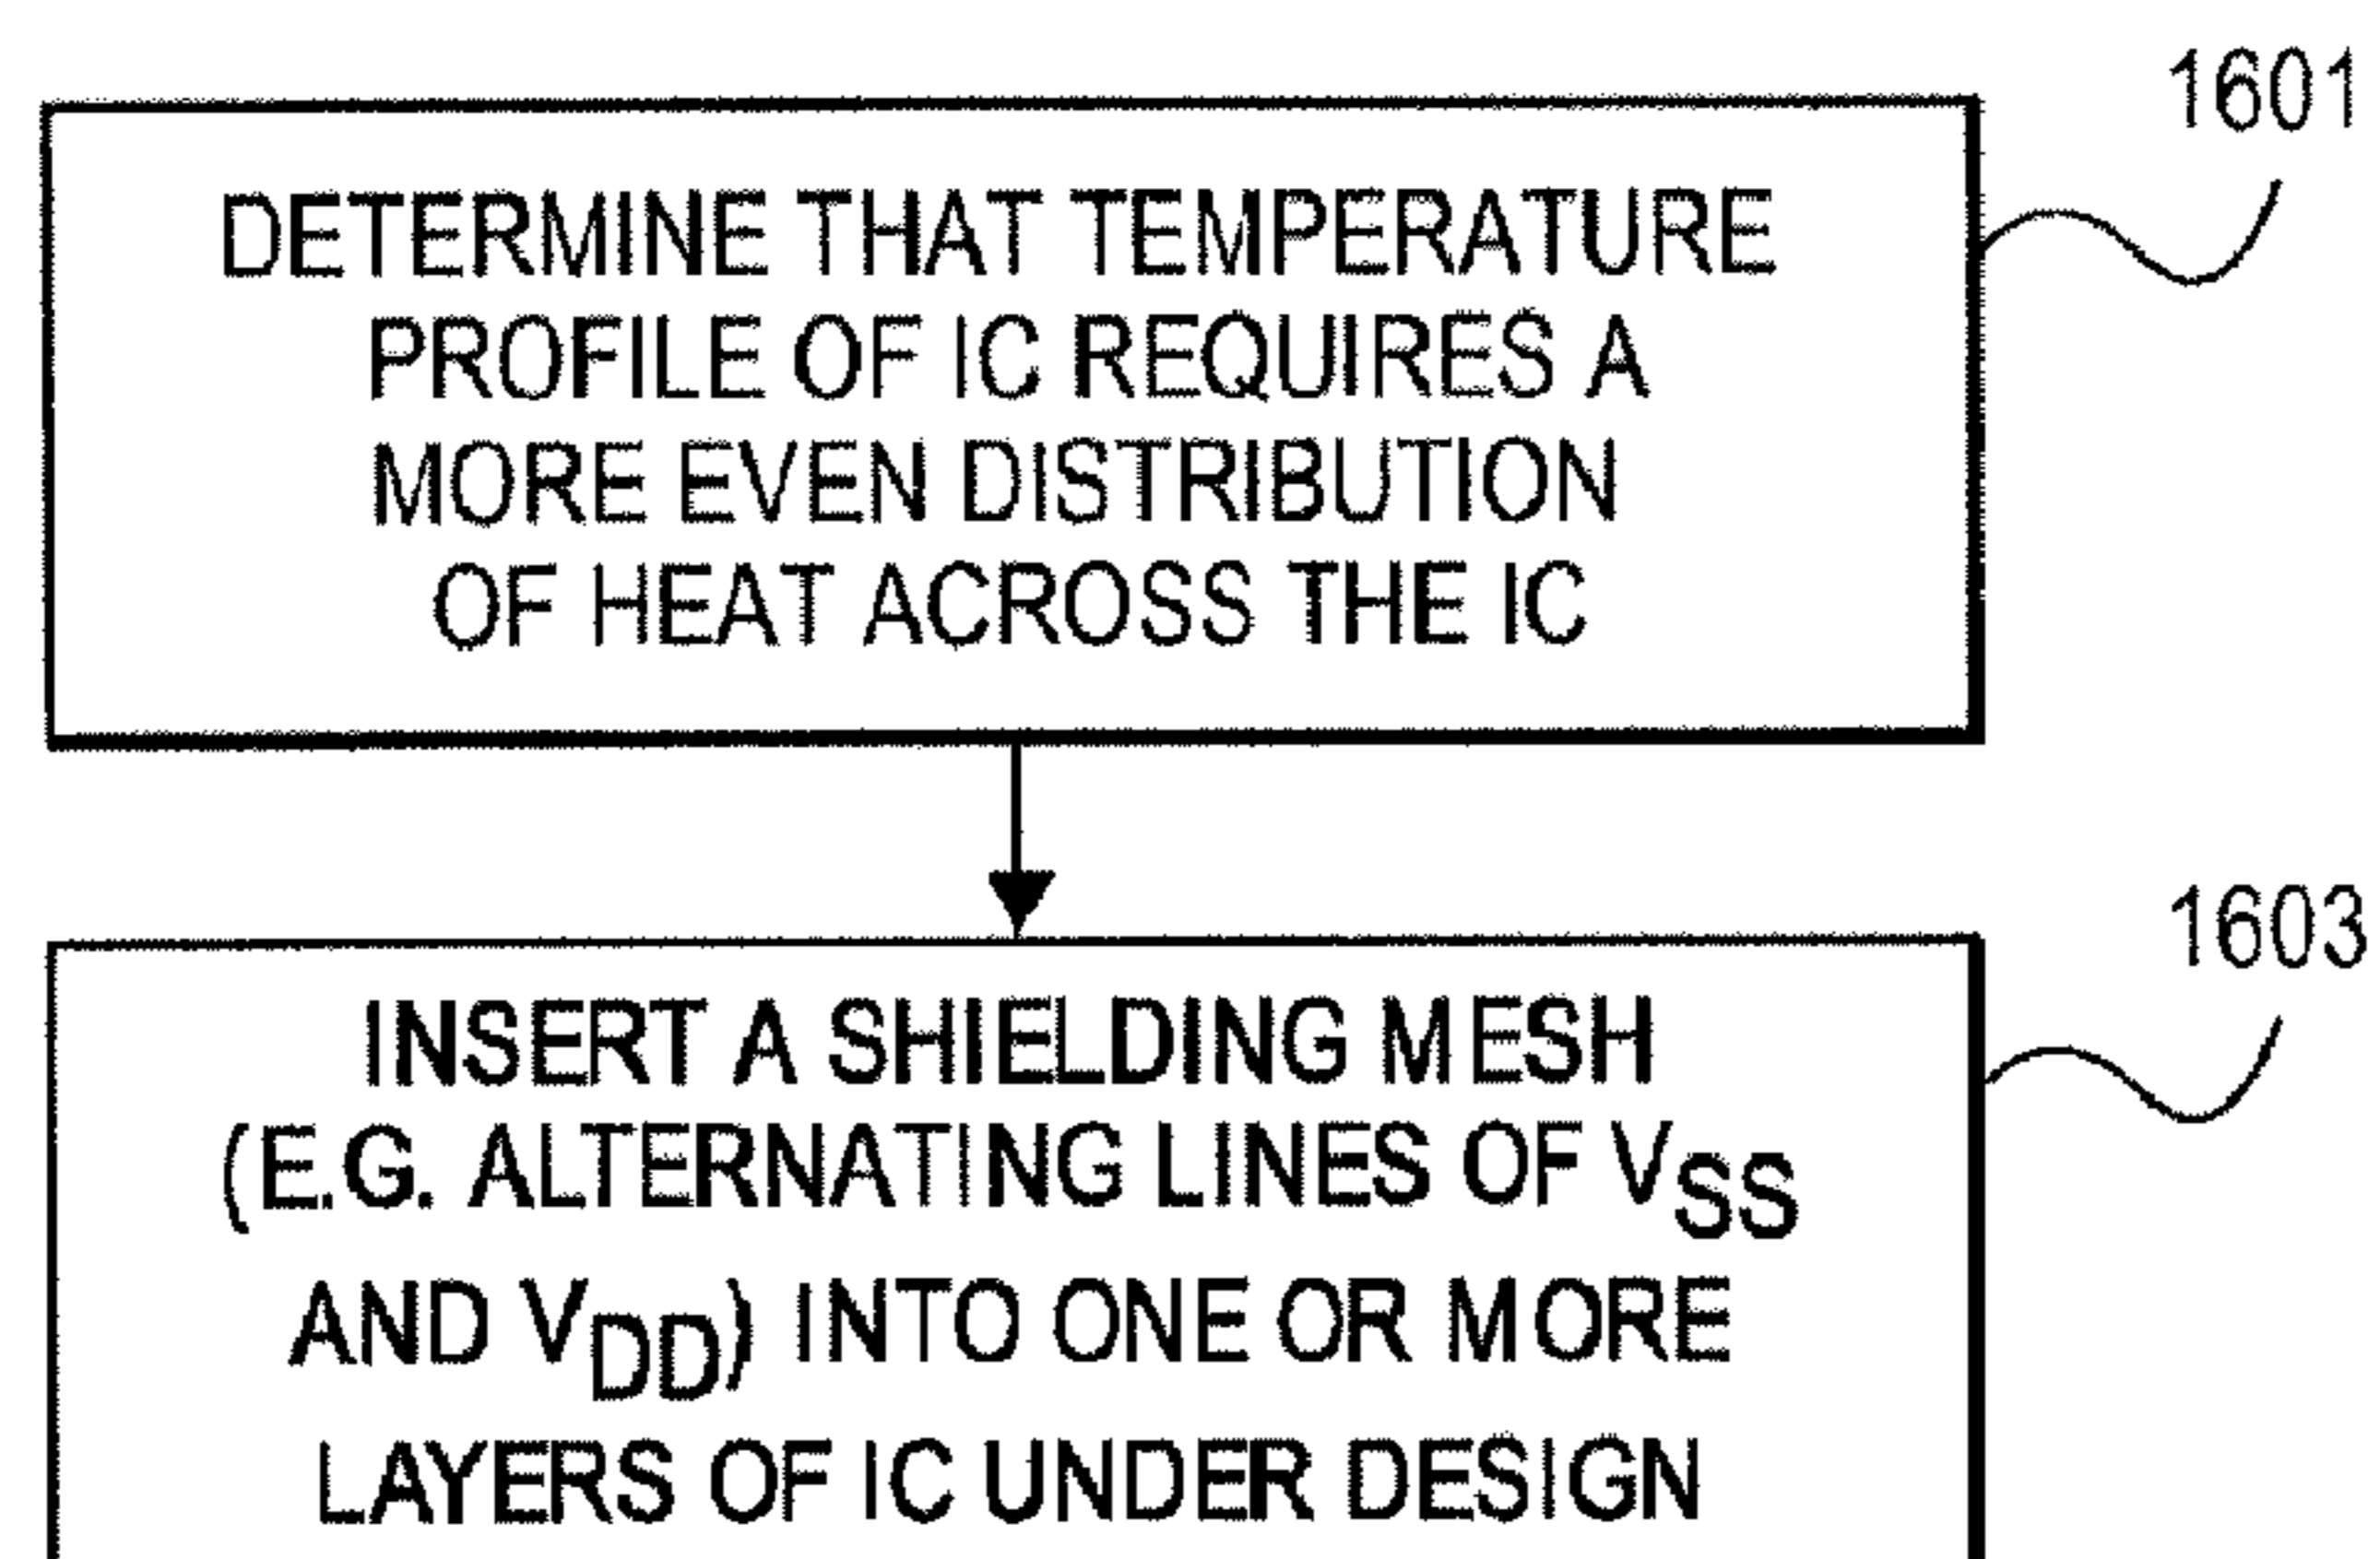 1601
DETERMINE THAT TEMPERATURE
PROFILE OF IC REQUIRES A
MORE EVEN DISTRIBUTION
OF HEAT ACROSS THE IC
1603
INSERT A SHIELDING MESH
(E.G. ALTERNATING LINES OF VSS
AND VDD) INTO ONE OR MORE
LAYERS OF IC UNDER DESIGN